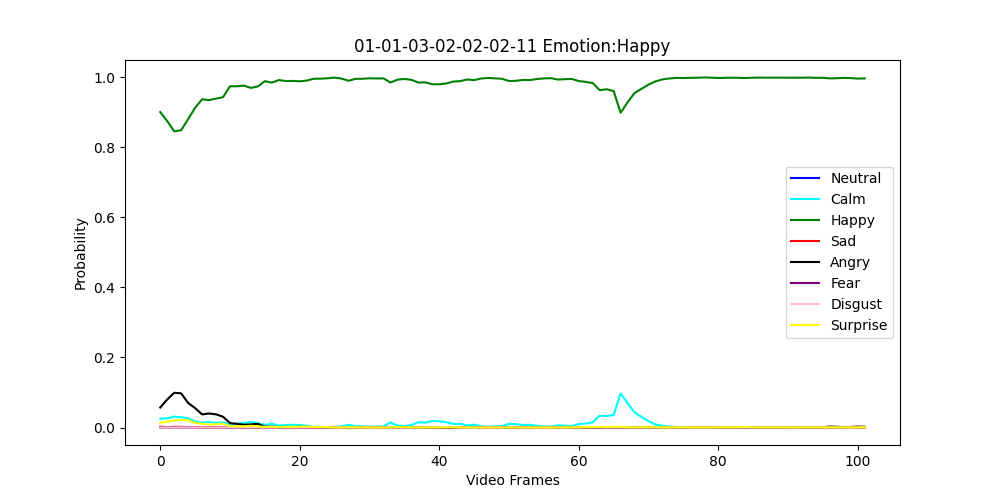 01-01-03-02-02-02-11 Emotion:Happy
1.0
0.8
0.6
0.4
0.2
0.0
Probability
0
20
40
60
80
100
Video Frames
Neutral
Calm
Happy
Sad
Angry
Fear
Disgust
Surprise